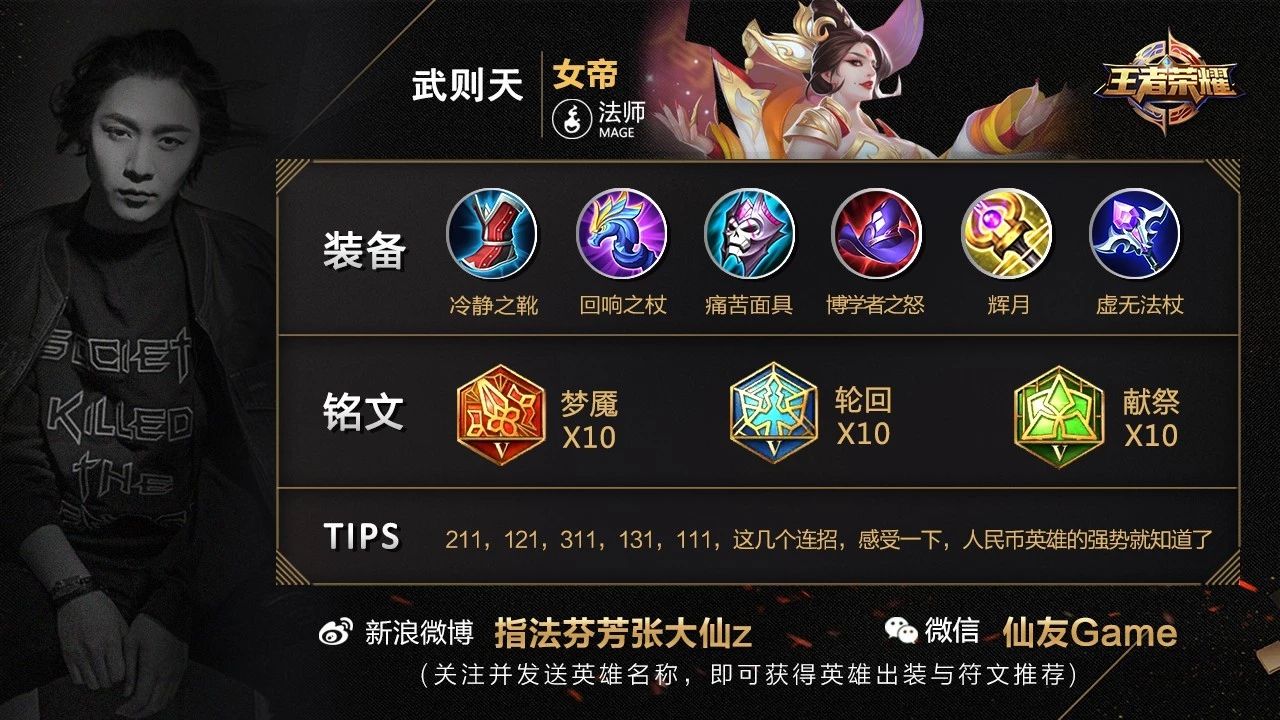 武则天
女帝
法师
MAGE
王者荣耀
装备
冷静之靴 回响之杖 痛苦面具 博学者之怒 辉月 虚无法杖
铭文
梦魇
X10
轮回
X10
献祭
X10
V V V
TIPS
211，121，311，131，111，这几个连招，感受一下，人民币英雄的强势就知道了
SOCIETY
KILLED
THE
新浪微博 指法芬芳张大仙z 微信 仙友Game
(关注并发送英雄名称，即可获得英雄出装与符文推荐)